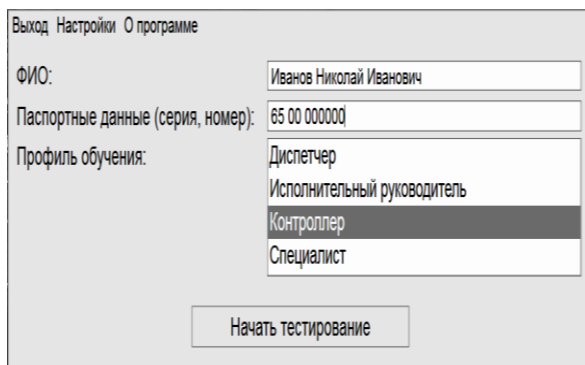 Выход Настройки О программе
ФИО: Иванов Николай Иванович
Паспортные данные (серия, номер): 65 00 000000
Профиль обучения: Диспетчер
Исполнительный руководитель
Контроллер
Специалист
Начать тестирование